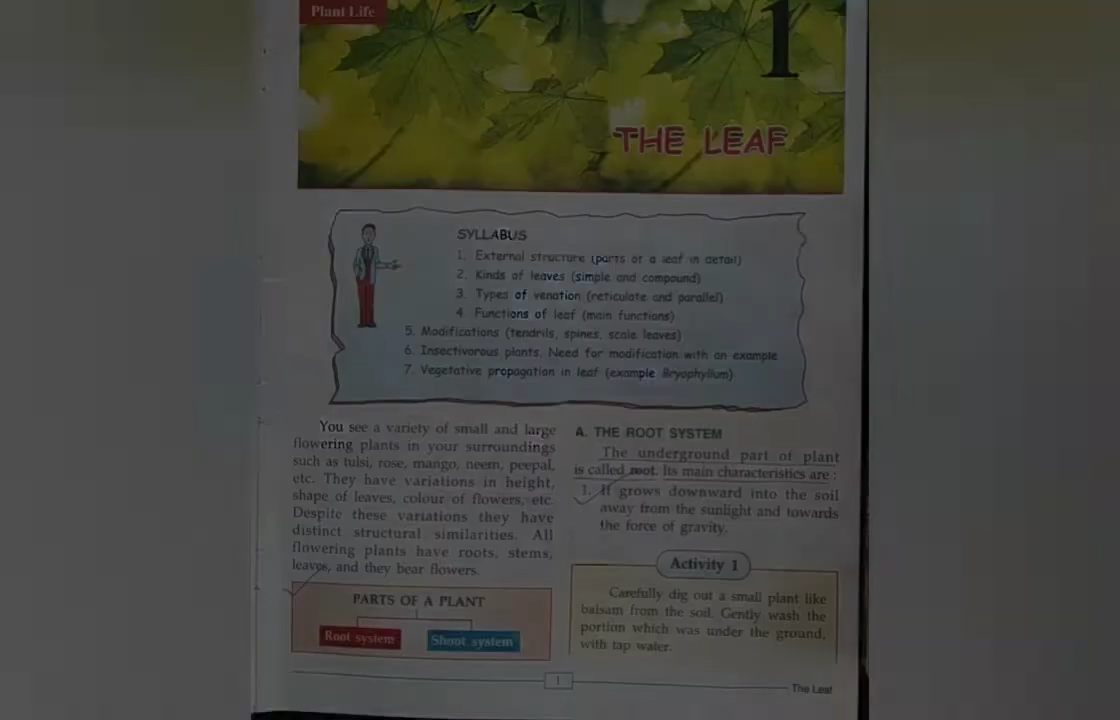 Plant Life
1
THE LEAF
SYLLABUS
1. External structure (parts of a leaf in detail)
2. Kinds of leaves (simple and compound)
3. Types of venation (reticulate and parallel)
4. Functions of leaf (main functions)
5. Modifications (tendrils, spines, scale leaves)
6. Insectivorous plants, Need for modification with an example
7. Vegetative propagation in leaf (example Bryophyllum)
You see a variety of small and large
flowering plants in your surroundings
such as tulsi, rose, mango, neem, peepal,
etc. They have variations in height,
shape of leaves, colour of flowers, etc.
Despite these variations they have
distinct structural similarities. All
flowering plants have roots, stems,
leaves, and they bear flowers.
PARTS OF A PLANT
Root system
Shoot system
A. THE ROOT SYSTEM
The underground part of plant
is called root. Its main characteristics are :
1. It grows downward into the soil
away from the sunlight and towards
the force of gravity.
Activity 1
Carefully dig out a small plant like
balsam from the soil. Gently wash the
portion which was under the ground,
with tap water.
1
The Leaf